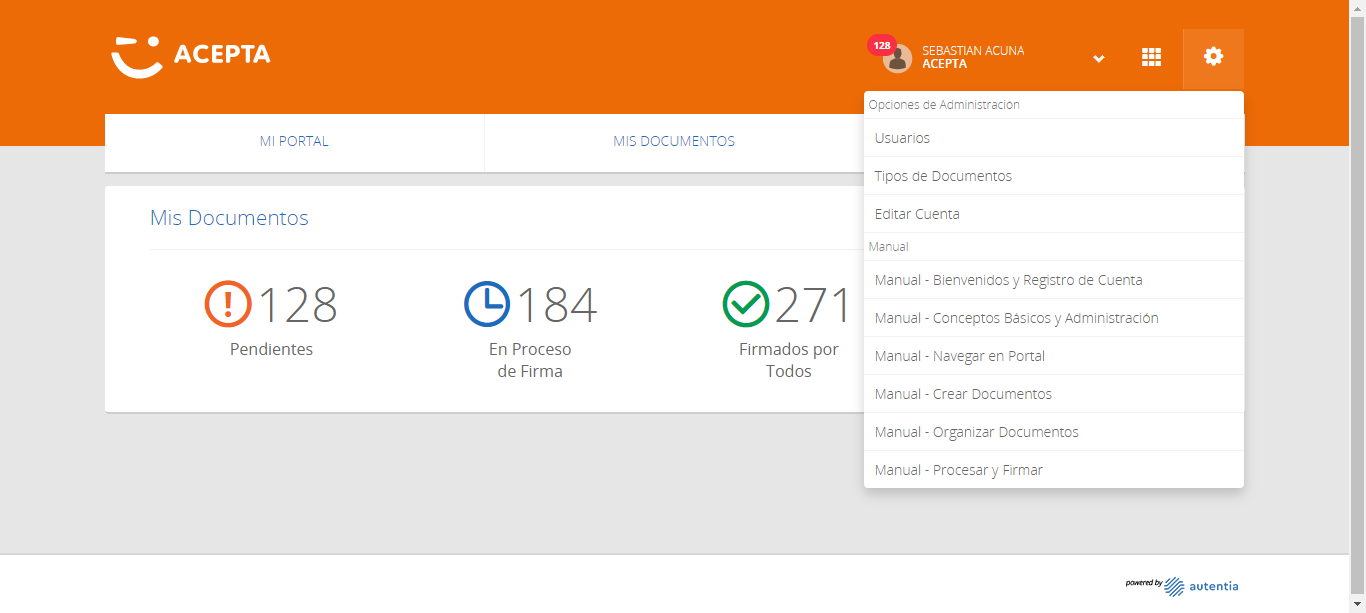 ACEPTA
128
SEBASTIAN ACUNA
ACEPTA
MI PORTAL
MIS DOCUMENTOS
Opciones de Administración
Usuarios
Tipos de Documentos
Editar Cuenta
Manual
Manual - Bienvenidos y Registro de Cuenta
Manual - Conceptos Básicos y Administración
Manual - Navegar en Portal
Manual - Crear Documentos
Manual - Organizar Documentos
Manual - Procesar y Firmar
Mis Documentos
128
Pendientes
184
En Proceso
de Firma
271
Firmados por
Todos
powered by autentia